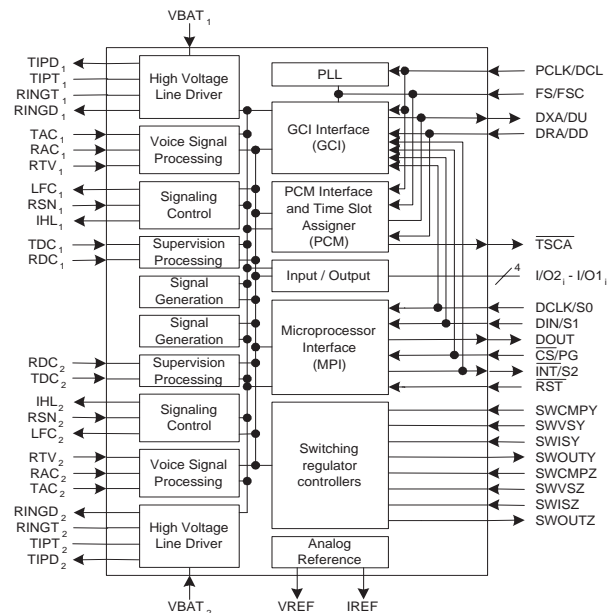 VBAT1
TIPD1
TIPT1
RINGT1
RINGD1
TAC1
RAC1
RTV1
LFC1
RSN1
IHL1
TDC1
RDC1
RDC2
TDC2
IHL2
RSN2
LFC2
RTV2
RAC2
TAC2
RINGD2
RINGT2
TIPT2
TIPD2
VBAT2
High Voltage
Line Driver
Voice Signal
Processing
Signaling
Control
Supervision
Processing
Signal
Generation
Signal
Generation
Supervision
Processing
Signaling
Control
Voice Signal
Processing
High Voltage
Line Driver
PLL
GCI Interface
(GCI)
PCM Interface
and Time Slot
Assigner
(PCM)
Input / Output
Microprocessor
Interface
(MPI)
Switching
regulator
controllers
Analog
Reference
VREF
IREF
PCLK/DCL
FS/FSC
DXA/DU
DRA/DD
TSCA
4
I/O2i - I/O1i
DCLK/S0
DIN/S1
DOUT
CS/PG
INT/S2
RST
SWCMPY
SWVSY
SWISY
SWOUTY
SWCMPZ
SWVSZ
SWISZ
SWOUTZ